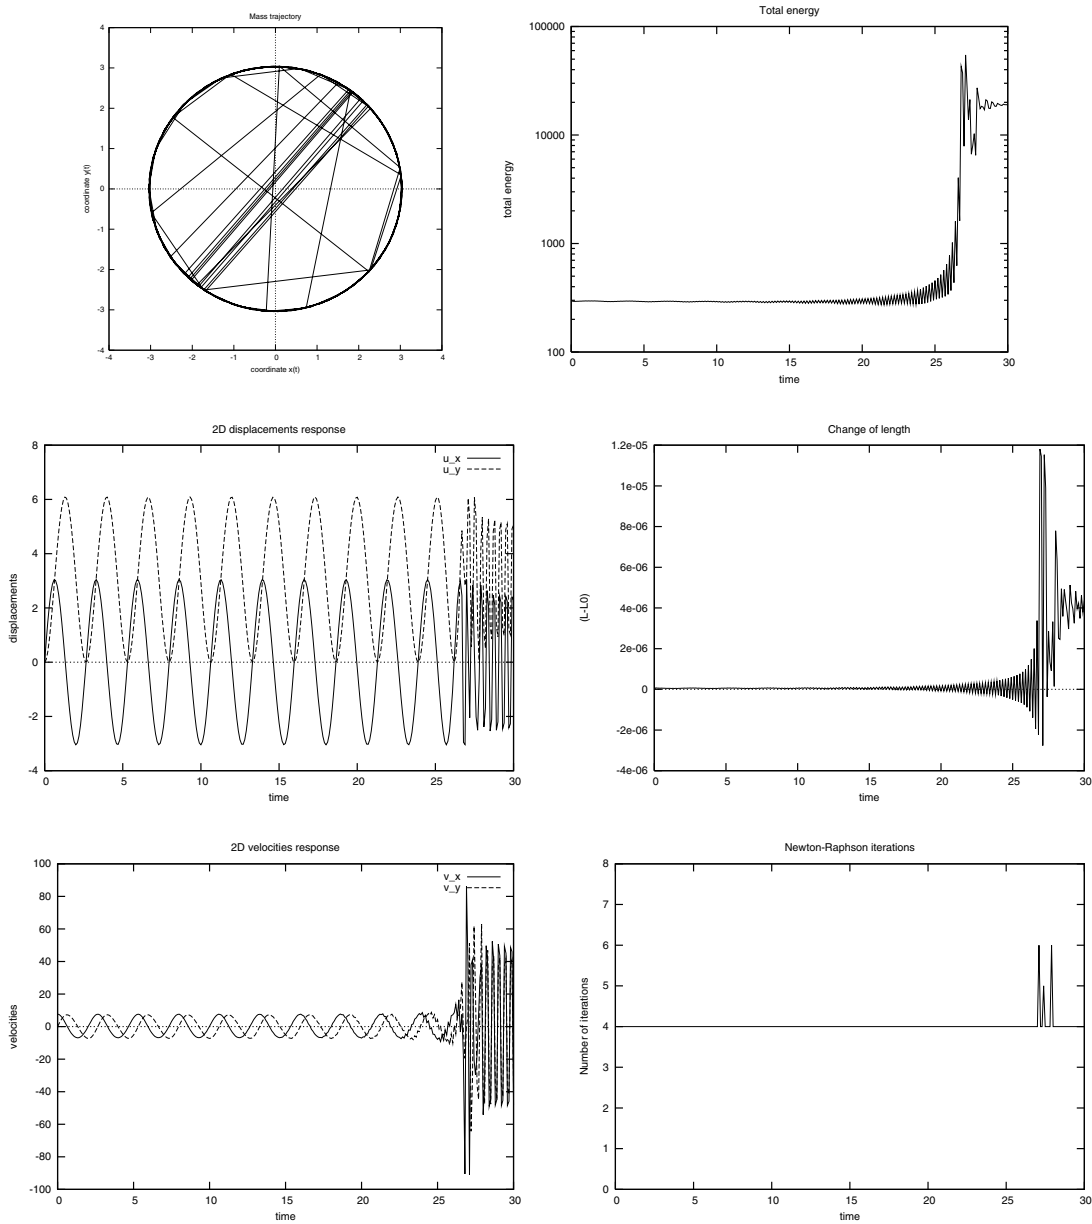 Mass trajectory
4
3
2
1
0
-1
-2
-3
-4
coordinate y(t)
-4 -3 -2 -1 0 1 2 3 4
coordinate x(t)
Total energy
100000
10000
1000
100
total energy
0 5 10 15 20 25 30
time
2D displacements response
8
6
4
2
0
-2
-4
displacements
u_x
u_y
0 5 10 15 20 25 30
time
Change of length
1.2e-05
1e-05
8e-06
6e-06
4e-06
2e-06
0
-2e-06
-4e-06
(L-L0)
0 5 10 15 20 25 30
time
2D velocities response
100
80
60
40
20
0
-20
-40
-60
-80
-100
velocities
v_x
v_y
0 5 10 15 20 25 30
time
Newton-Raphson iterations
8
7
6
5
4
3
2
1
0
Number of iterations
0 5 10 15 20 25 30
time